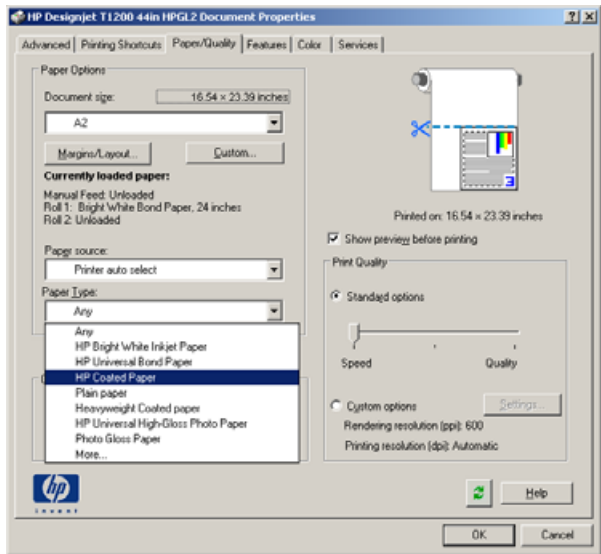 HP Designjet T1200 44in HPGL2 Document Properties
Advanced
Printing Shortcuts
Paper/Quality
Features
Color
Services
Paper Options
Document size:
16.54 × 23.39 inches
A2
Margins/Layout...
Custom...
Currently loaded paper:
Manual Feed: Unloaded
Roll 1: Bright White Bond Paper, 24 inches
Roll 2: Unloaded
Paper source:
Printer auto select
Paper Type:
Any
Any
HP Bright White Inkjet Paper
HP Universal Bond Paper
HP Coated Paper
Plain paper
Heavyweight Coated paper
HP Universal High-Gloss Photo Paper
Photo Gloss Paper
More...
Printed on: 16.54 × 23.39 inches
Show preview before printing
Print Quality
Standard options
Speed
Quality
Custom options
Settings...
Rendering resolution (ppi): 600
Printing resolution (dpi): Automatic
hp
invent
Help
OK
Cancel